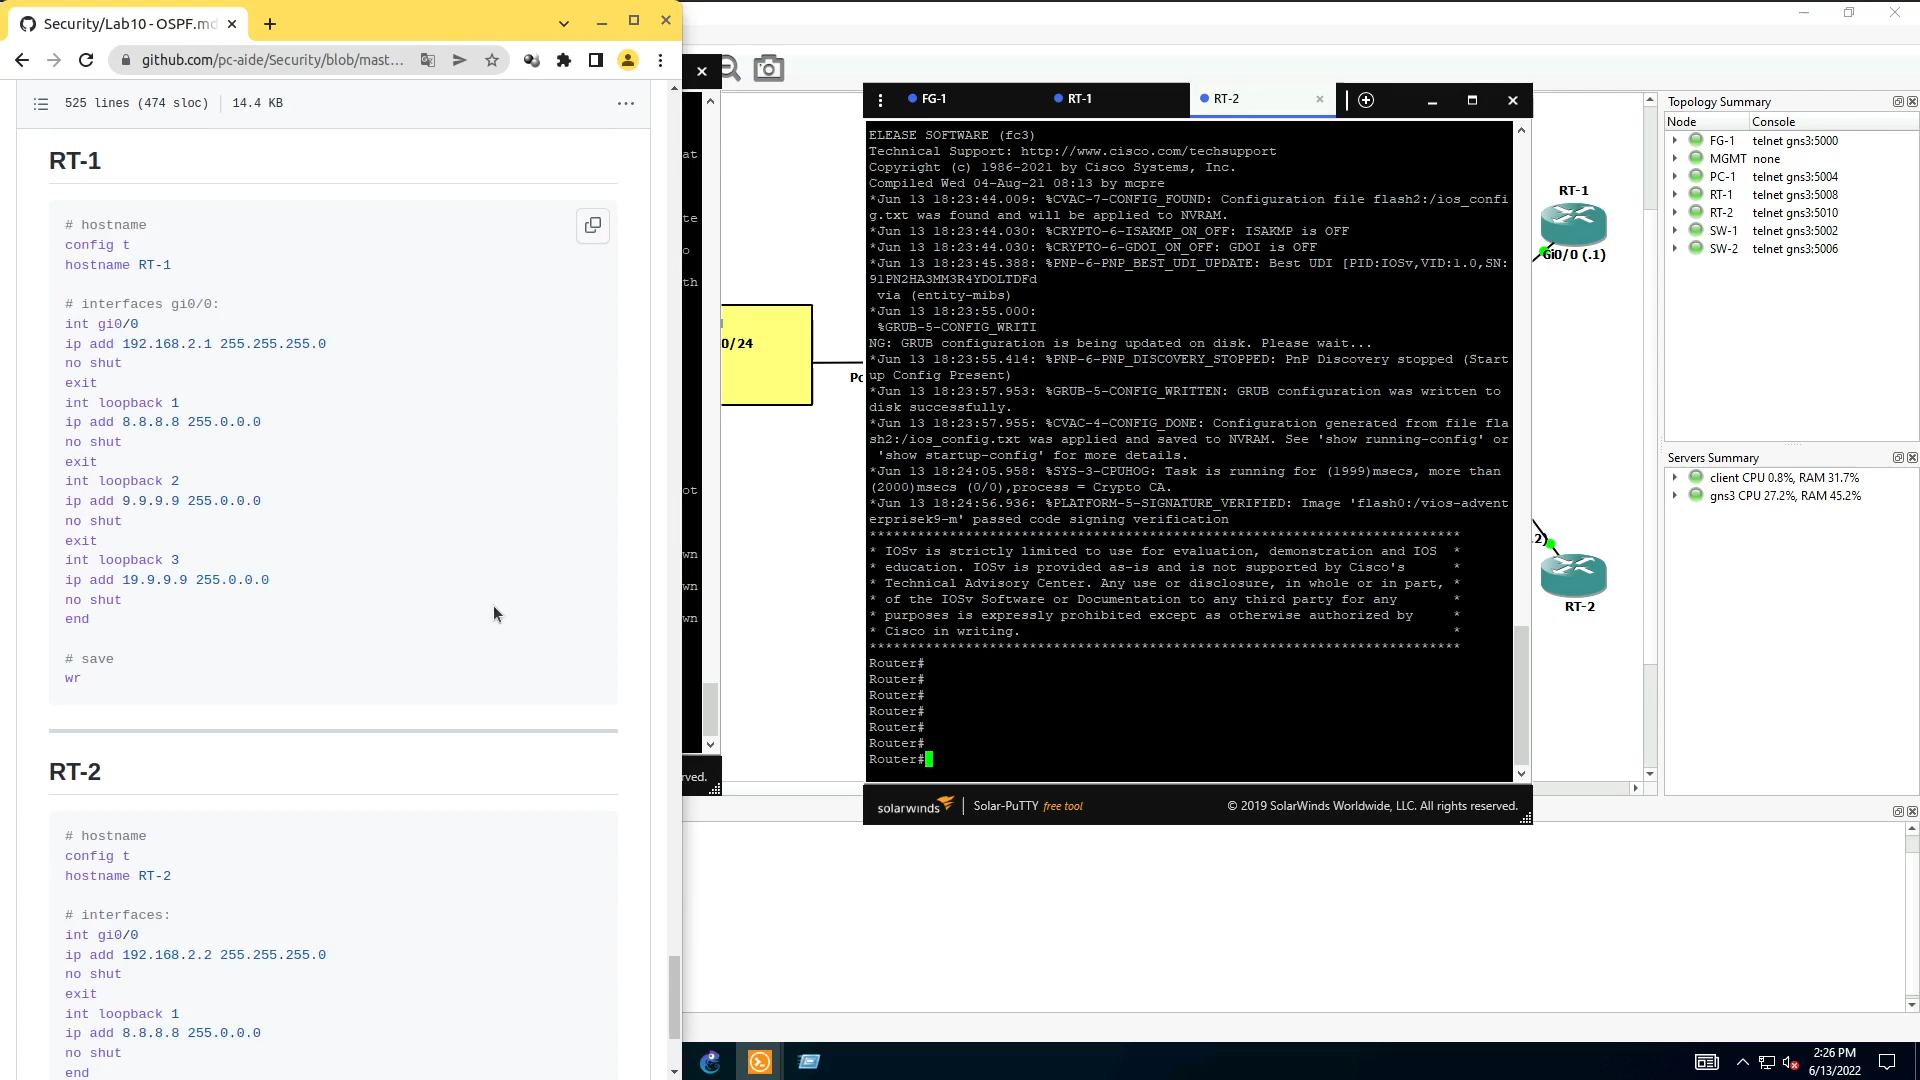 Security/Lab10 - OSPF.md
github.com/pc-aide/Security/blob/mast...
525 lines (474 sloc) 14.4 KB
RT-1
# hostname
config t
hostname RT-1
# interfaces gi0/0:
int gi0/0
ip add 192.168.2.1 255.255.255.0
no shut
exit
int loopback 1
ip add 8.8.8.8 255.0.0.0
no shut
exit
int loopback 2
ip add 9.9.9.9 255.0.0.0
no shut
exit
int loopback 3
ip add 19.9.9.9 255.0.0.0
no shut
end
# save
wr
RT-2
# hostname
config t
hostname RT-2
# interfaces:
int gi0/0
ip add 192.168.2.2 255.255.255.0
no shut
exit
int loopback 1
ip add 8.8.8.8 255.0.0.0
no shut
end
at
te
o
th
ot
wn
wn
wn
rved.
0/24
Po
FG-1
RT-1
RT-2
ELEASE SOFTWARE (fc3)
Technical Support: http://www.cisco.com/techsupport
Copyright (c) 1986-2021 by Cisco Systems, Inc.
Compiled Wed 04-Aug-21 08:13 by mcpre
*Jun 13 18:23:44.009: %CVAC-7-CONFIG_FOUND: Configuration file flash2:/ios_confi
g.txt was found and will be applied to NVRAM.
*Jun 13 18:23:44.030: %CRYPTO-6-ISAKMP_ON_OFF: ISAKMP is OFF
*Jun 13 18:23:44.030: %CRYPTO-6-GDOI_ON_OFF: GDOI is OFF
*Jun 13 18:23:45.388: %PNP-6-PNP_BEST_UDI_UPDATE: Best UDI [PID:IOSv,VID:1.0,SN:
91PN2HA3MM3R4YDOLTDFd
via (entity-mibs)
*Jun 13 18:23:55.000:
%GRUB-5-CONFIG_WRITI
NG: GRUB configuration is being updated on disk. Please wait...
*Jun 13 18:23:55.414: %PNP-6-PNP_DISCOVERY_STOPPED: PnP Discovery stopped (Start
up Config Present)
*Jun 13 18:23:57.953: %GRUB-5-CONFIG_WRITTEN: GRUB configuration was written to
disk successfully.
*Jun 13 18:23:57.955: %CVAC-4-CONFIG_DONE: Configuration generated from file fla
sh2:/ios_config.txt was applied and saved to NVRAM. See 'show running-config' or
'show startup-config' for more details.
*Jun 13 18:24:05.958: %SYS-3-CPUHOG: Task is running for (1999)msecs, more than
(2000)msecs (0/0),process = Crypto CA.
*Jun 13 18:24:56.936: %PLATFORM-5-SIGNATURE_VERIFIED: Image 'flash0:/vios-advent
erprisek9-m' passed code signing verification
**************************************************************************
* IOSv is strictly limited to use for evaluation, demonstration and IOS *
* education. IOSv is provided as-is and is not supported by Cisco's *
* Technical Advisory Center. Any use or disclosure, in whole or in part, *
* of the IOSv Software or Documentation to any third party for any *
* purposes is expressly prohibited except as otherwise authorized by *
* Cisco in writing. *
**************************************************************************
Router#
Router#
Router#
Router#
Router#
Router#
Router#
solarwinds Solar-PuTTY free tool © 2019 SolarWinds Worldwide, LLC. All rights reserved.
RT-1
Gi0/0 (.1)
.2)
RT-2
Topology Summary
Node Console
FG-1 telnet gns3:5000
MGMT none
PC-1 telnet gns3:5004
RT-1 telnet gns3:5008
RT-2 telnet gns3:5010
SW-1 telnet gns3:5002
SW-2 telnet gns3:5006
Servers Summary
client CPU 0.8%, RAM 31.7%
gns3 CPU 27.2%, RAM 45.2%
2:26 PM
6/13/2022